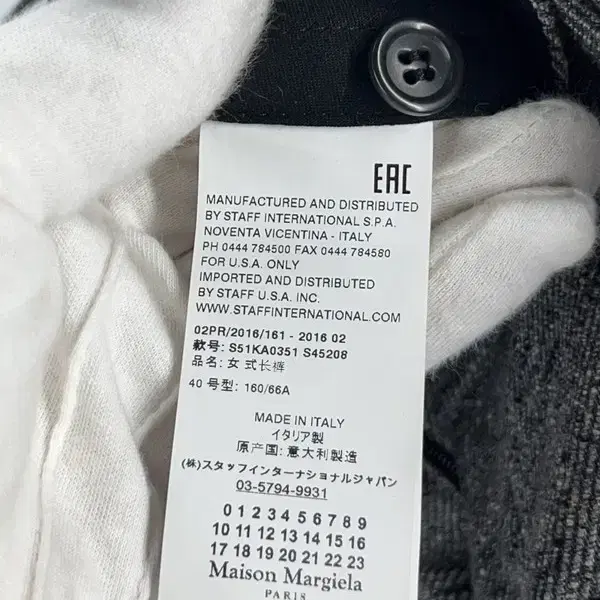 EAC
MANUFACTURED AND DISTRIBUTED
BY STAFF INTERNATIONAL S.P.A.
NOVENTA VICENTINA - ITALY
PH 0444 784500 FAX 0444 784580
FOR U.S.A. ONLY
IMPORTED AND DISTRIBUTED
BY STAFF U.S.A. INC.
WWW.STAFFINTERNATIONAL.COM
02PR/2016/161 - 2016 02
款号: S51KA0351 S45208
品名: 女 式长裤
40 号型: 160/66A
MADE IN ITALY
イタリア製
原产国: 意大利製造
(株)スタッフインターナショナルジャパン
03-5794-9931
0 1 2 3 4 5 6 7 8 9
10 11 12 13 14 15 16
17 18 19 20 21 22 23
Maison Margiela
PARIS